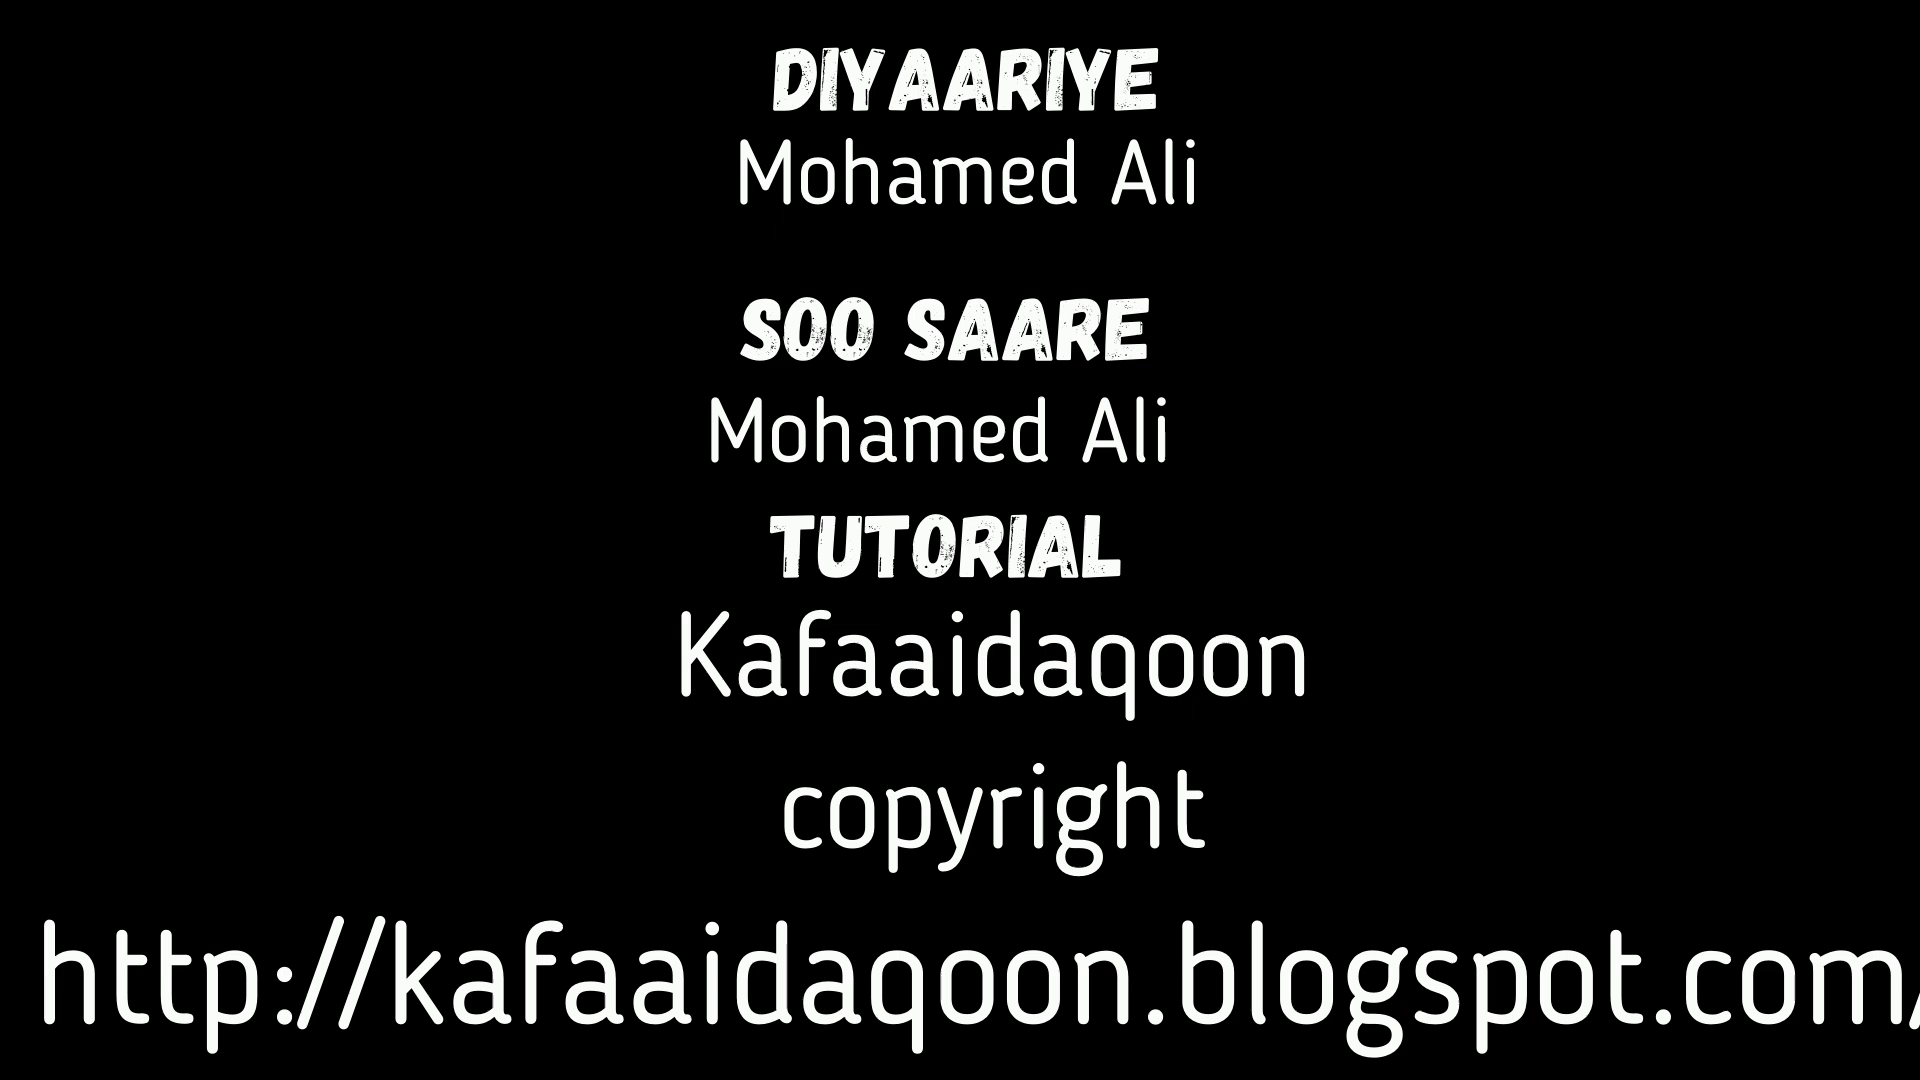 DIYAARIYE
Mohamed Ali
SOO SAARE
Mohamed Ali
TUTORIAL
Kafaaidaqoon
copyright
http://kafaaidaqoon.blogspot.com/